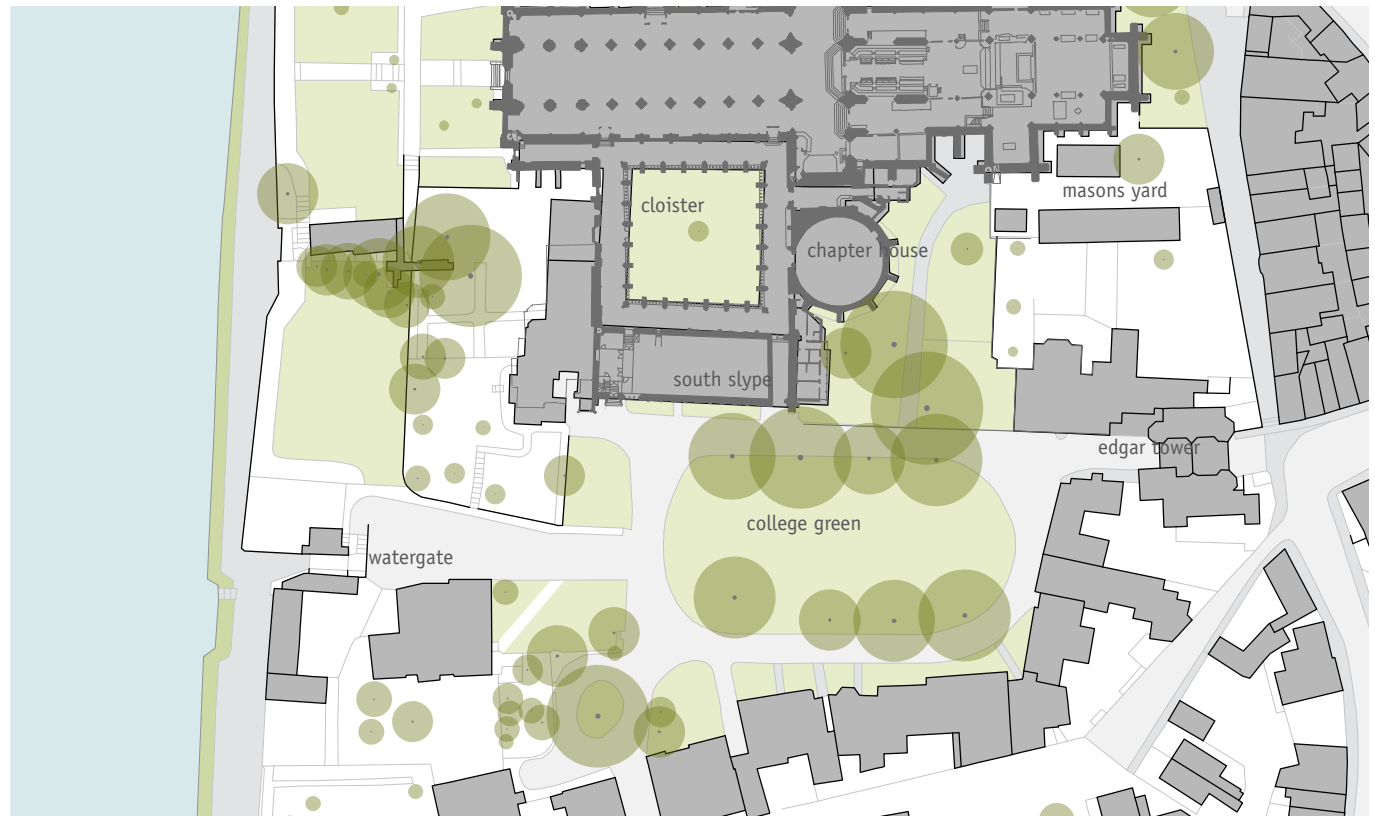 masons yard
cloister
chapter house
south slype
edgar tower
college green
watergate